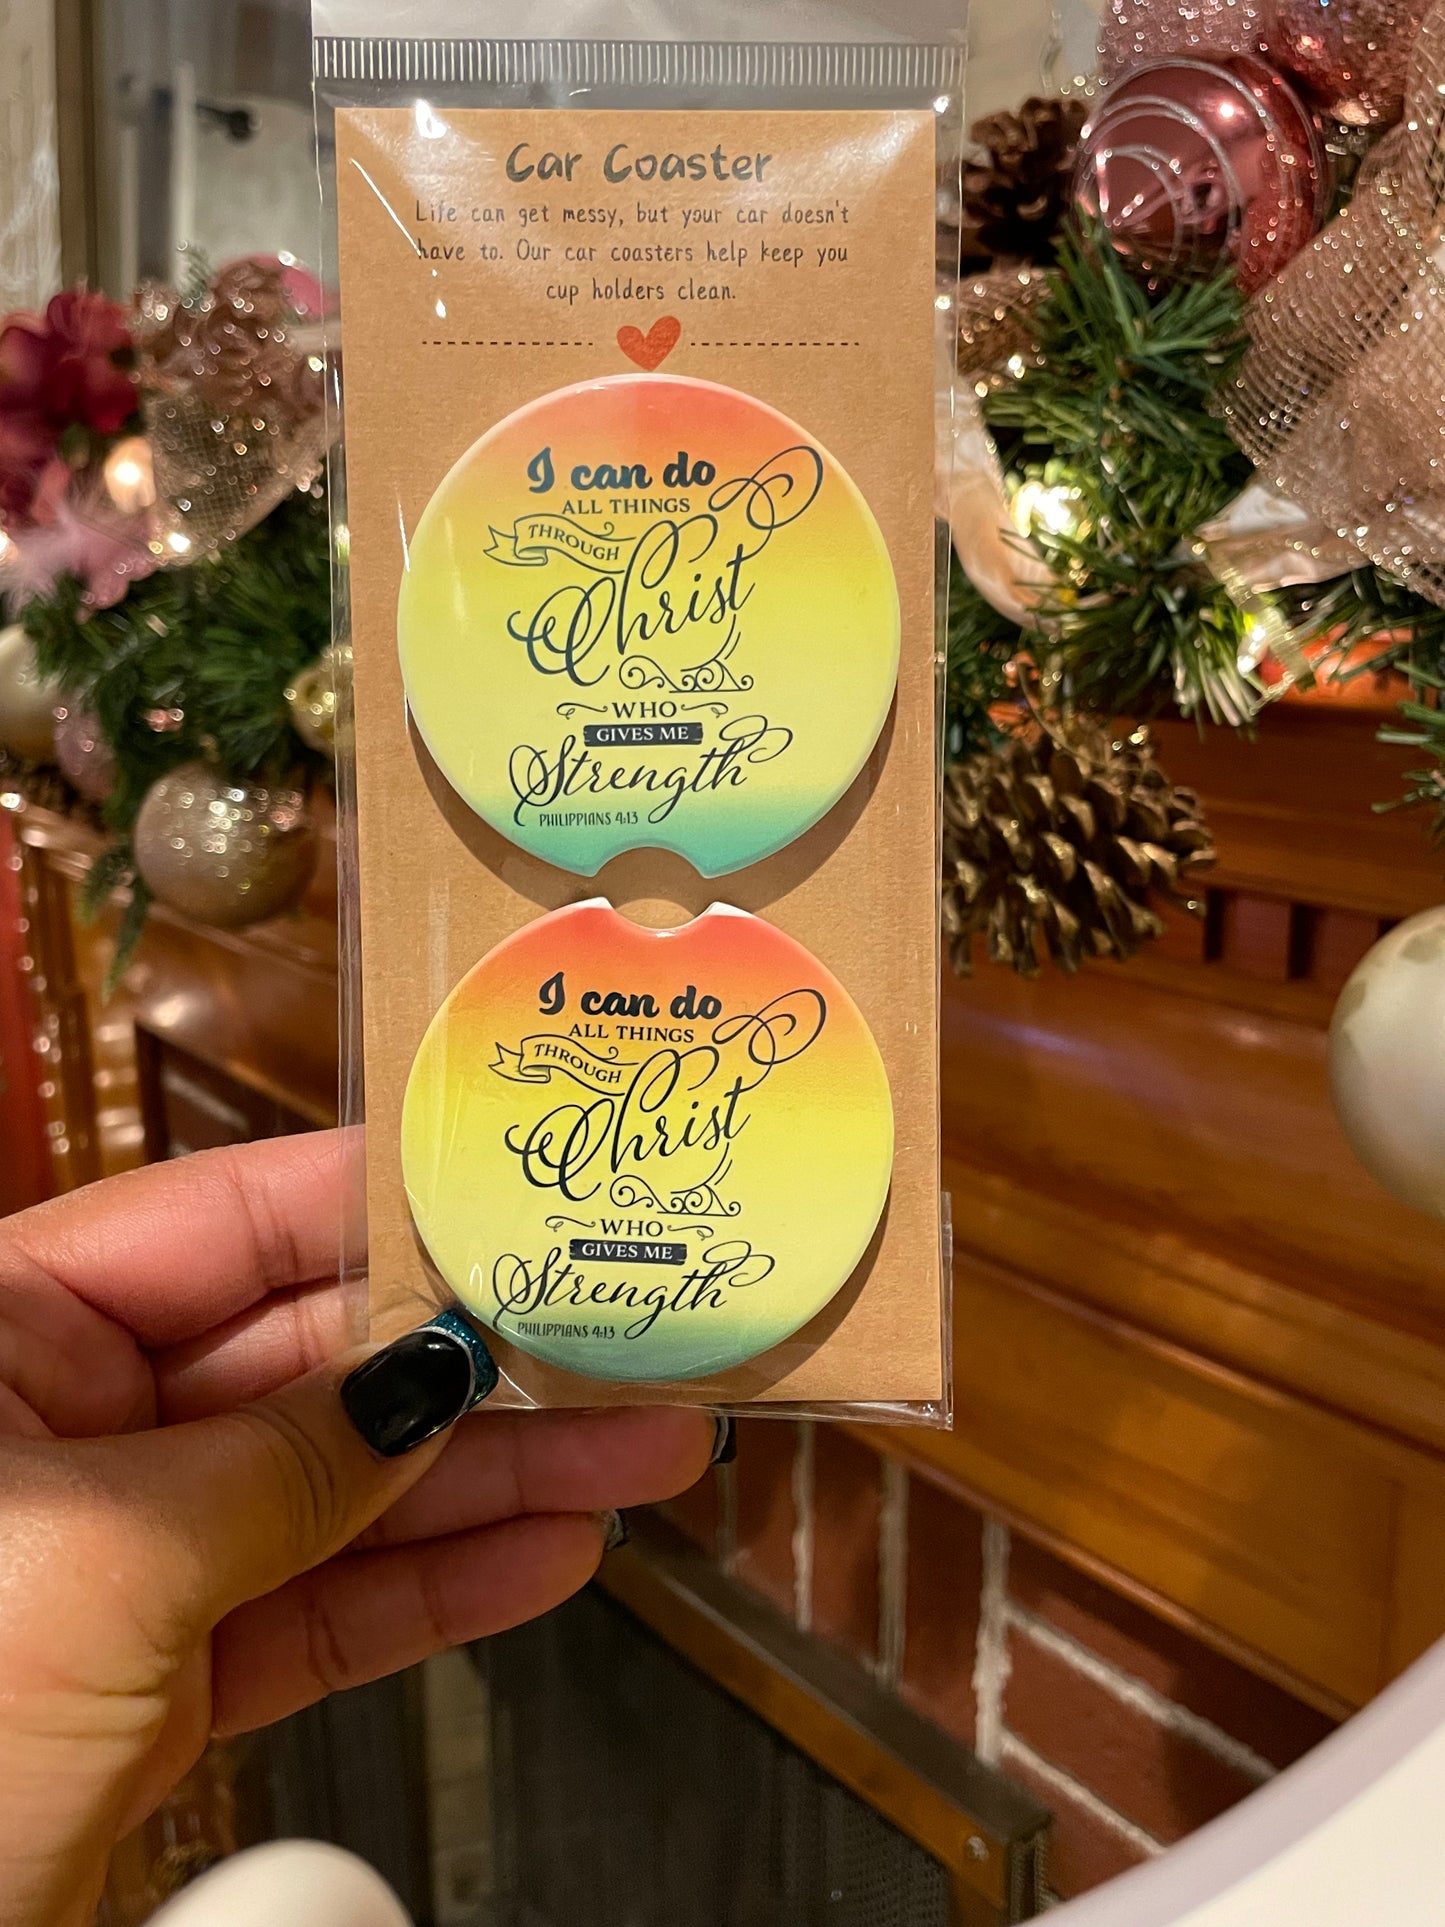 Car Coaster
Life can get messy, but your car doesn't
have to. Our car coasters help keep you
cup holders clean.
I can do
ALL THINGS
THROUGH
Christ
WHO
GIVES ME
Strength
PHILIPPIANS 4:13
I can do
ALL THINGS
THROUGH
Christ
WHO
GIVES ME
Strength
PHILIPPIANS 4:13